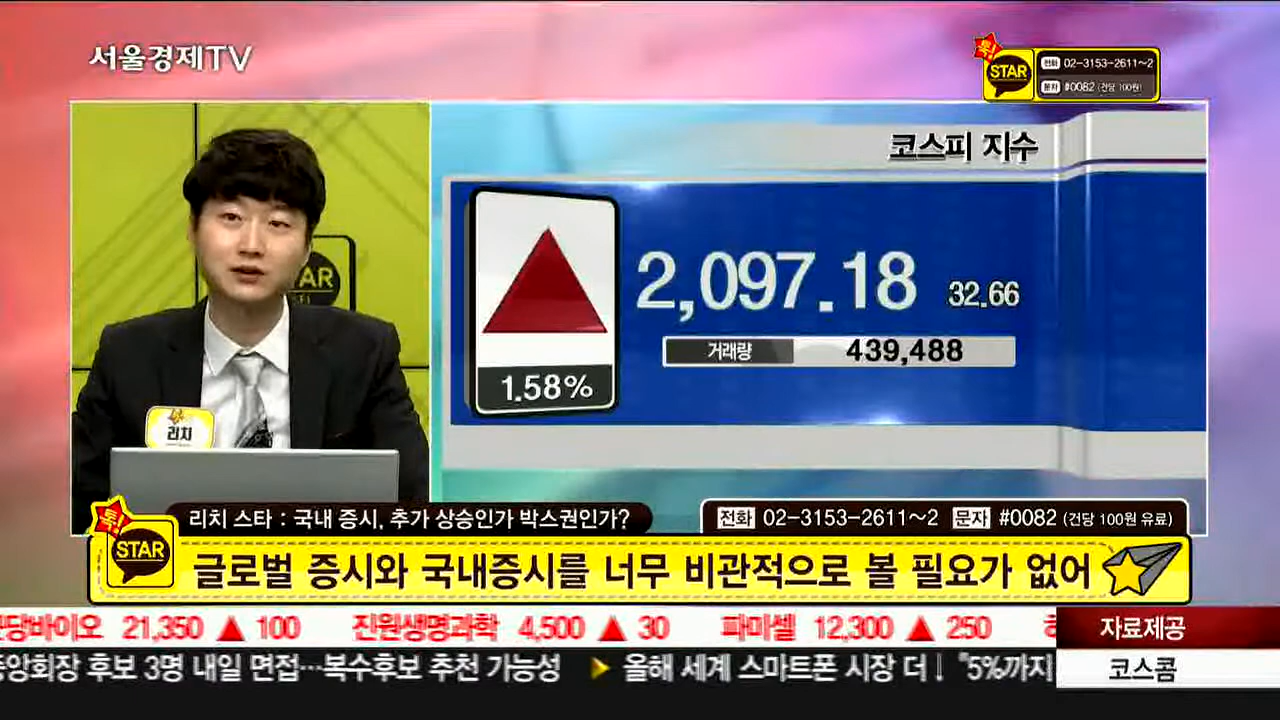 서울경제TV
톡!
STAR
전화 02-3153-2611~2
문자 #0082 (건당 100원)
코스피 지수
2,097.18 32.66
거래량 439,488
1.58%
리치
리치 스타 : 국내 증시, 추가 상승인가 박스권인가?
전화 02-3153-2611~2 문자 #0082 (건당 100원 유료)
톡!
STAR
글로벌 증시와 국내증시를 너무 비관적으로 볼 필요가 없어
21,350 ▲ 100 진원생명과학 4,500 ▲ 30 파미셀 12,300 ▲ 250
자료제공
후보 3명 내일 면접…복수후보 추천 가능성 ▶ 올해 세계 스마트폰 시장 더↓ "5%까지
코스콤